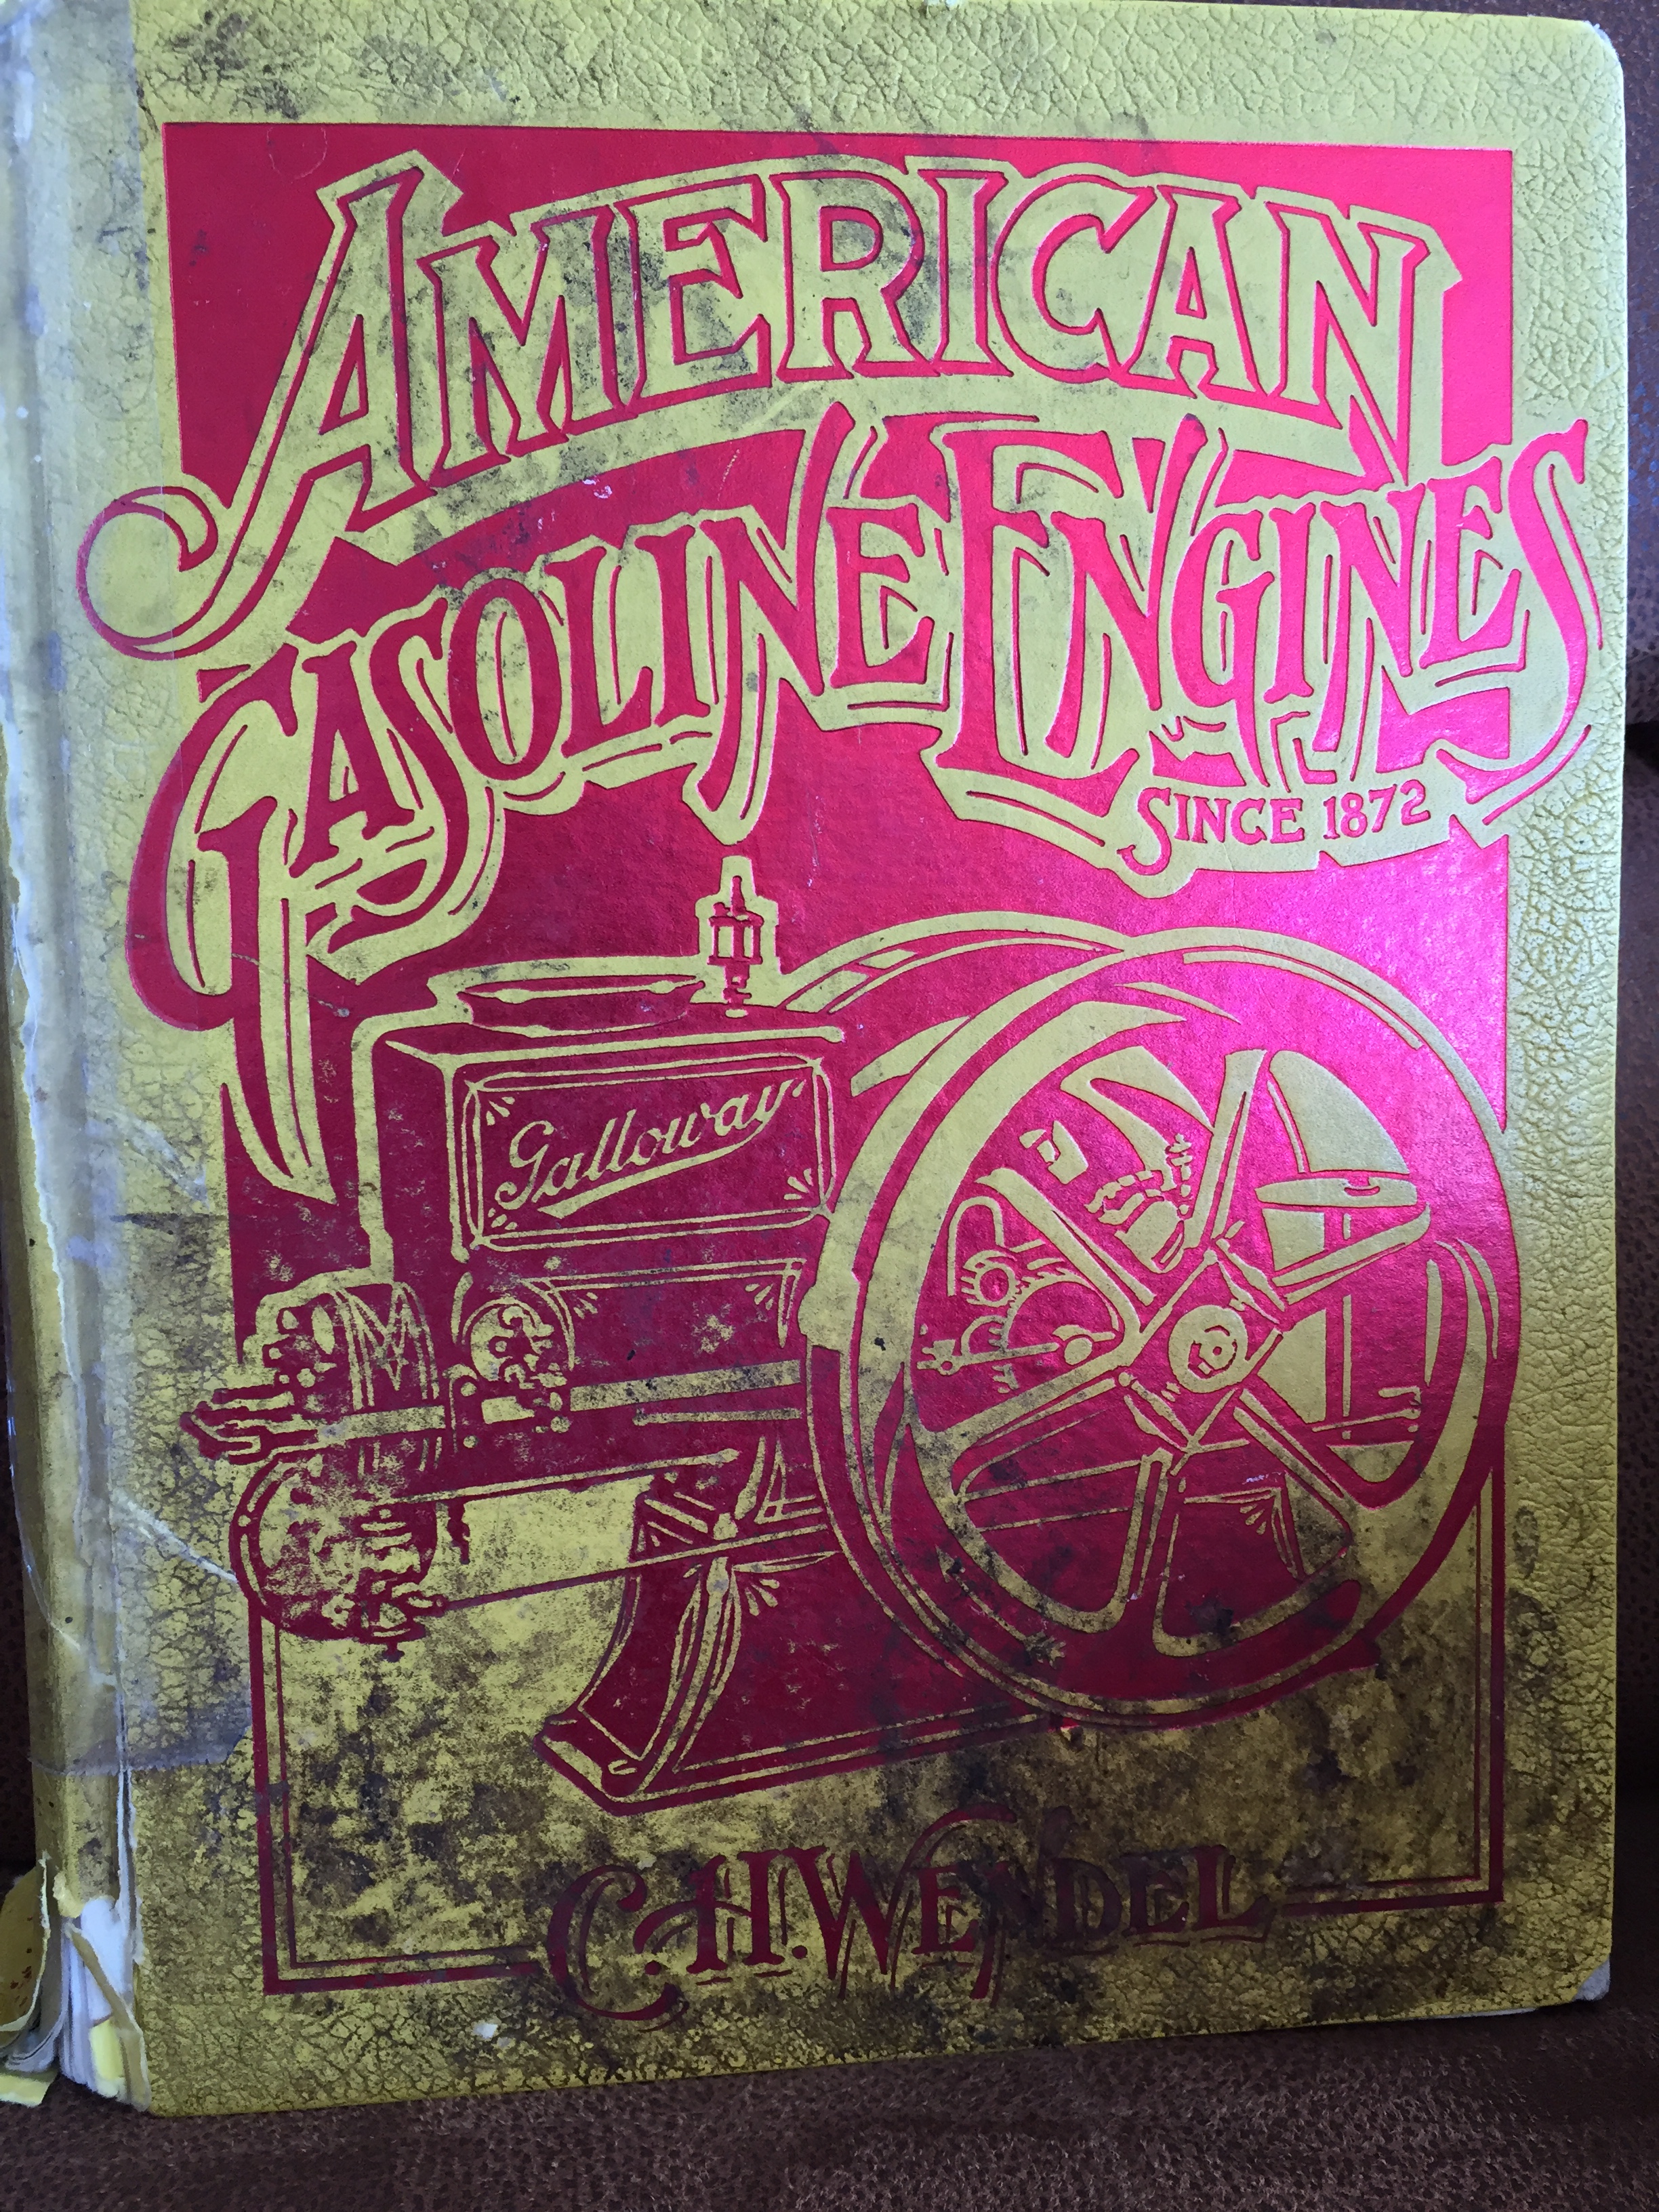 AMERICAN
GASOLINE ENGINES
SINCE 1872
Galloway
C.H. WENDEL